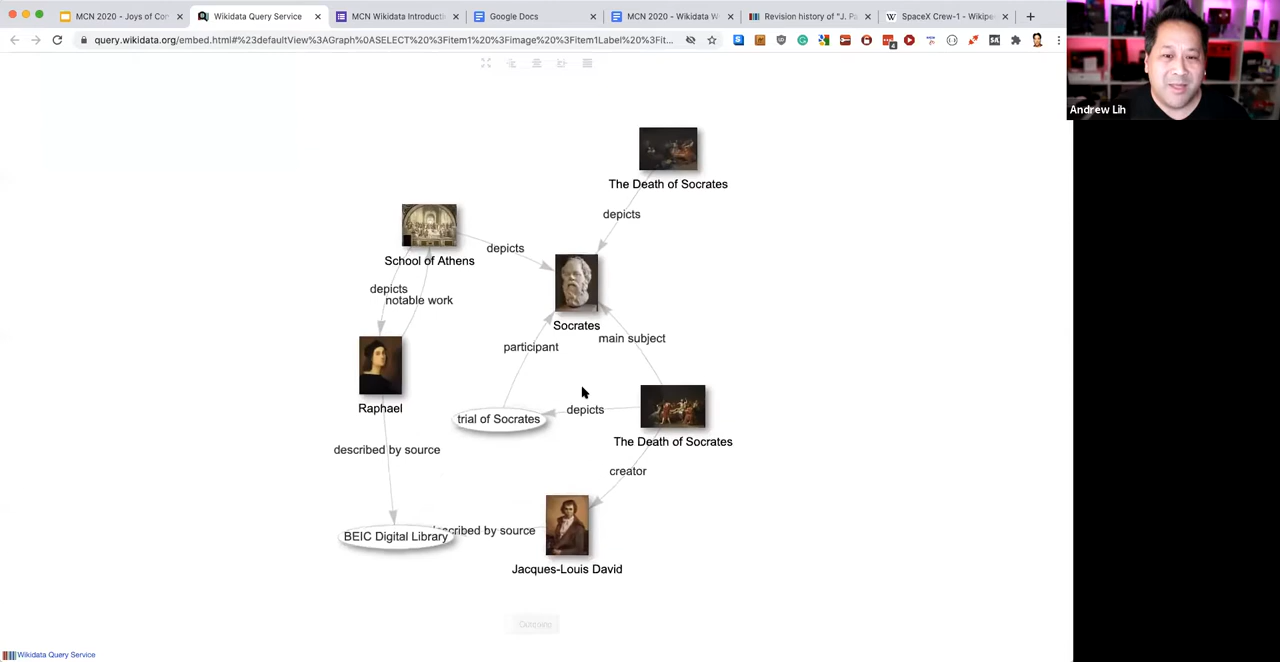 MCN 2020 - Joys of Con
Wikidata Query Service
MCN Wikidata Introducti
Google Docs
MCN 2020 - Wikidata W
Revision history of "J. Pa
SpaceX Crew-1 - Wikipe
query.wikidata.org/embed.html#%23defaultView%3AGraph%0ASELECT%20%3Fitem1%20%3Fimage%20%3Fitem1Label%20%3Fit...
Andrew Lih
The Death of Socrates
depicts
School of Athens
depicts
Socrates
depicts
notable work
main subject
participant
Raphael
trial of Socrates
depicts
The Death of Socrates
described by source
creator
BEIC Digital Library
scribed by source
Jacques-Louis David
Wikidata Query Service